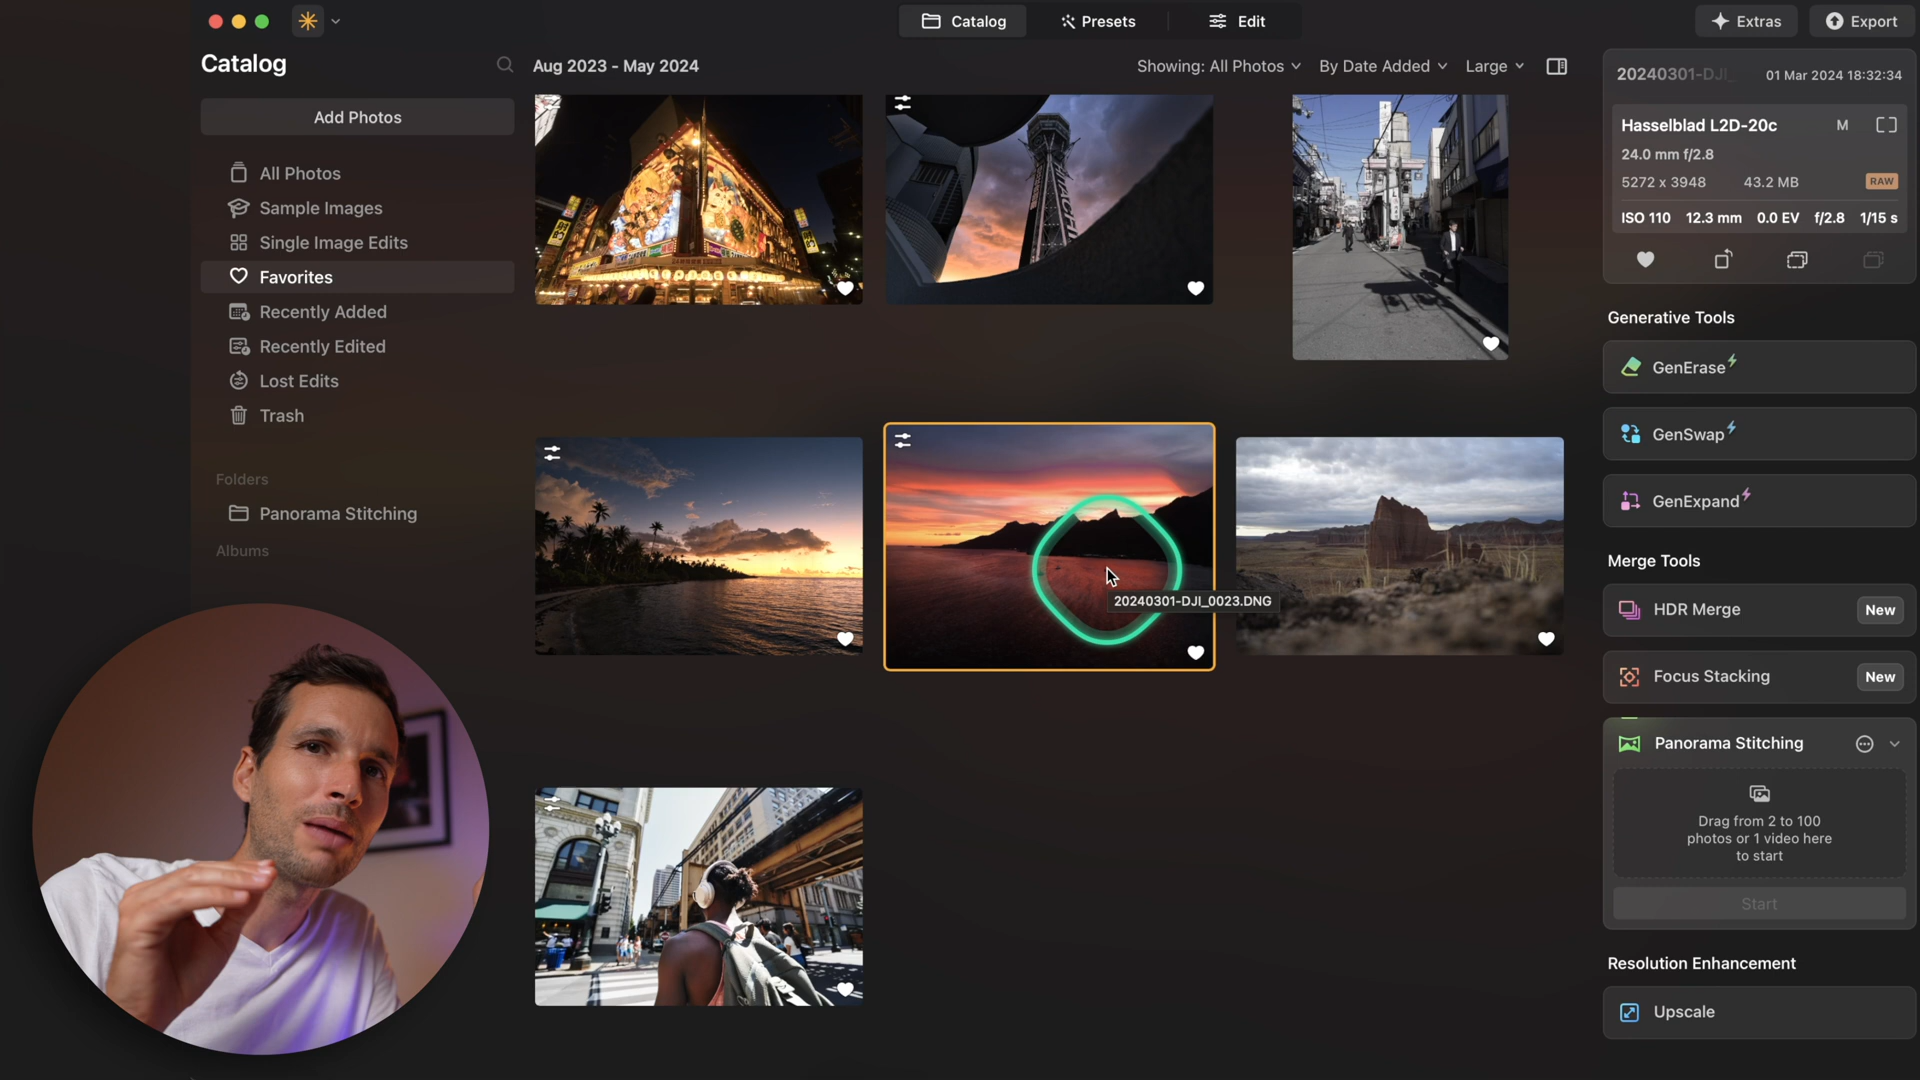 Catalog
Presets
Edit
Extras
Export
Catalog
Aug 2023 - May 2024
Showing: All Photos
By Date Added
Large
20240301-DJI_
01 Mar 2024 18:32:34
Add Photos
Hasselblad L2D-20c
M
24.0 mm f/2.8
5272 x 3948
43.2 MB
RAW
ISO 110
12.3 mm
0.0 EV
f/2.8
1/15 s
All Photos
Sample Images
Single Image Edits
Favorites
Recently Added
Recently Edited
Lost Edits
Trash
Folders
Panorama Stitching
Albums
Generative Tools
GenErase
GenSwap
GenExpand
Merge Tools
20240301-DJI_0023.DNG
HDR Merge
New
Focus Stacking
New
Panorama Stitching
Drag from 2 to 100
photos or 1 video here
to start
Start
Resolution Enhancement
Upscale